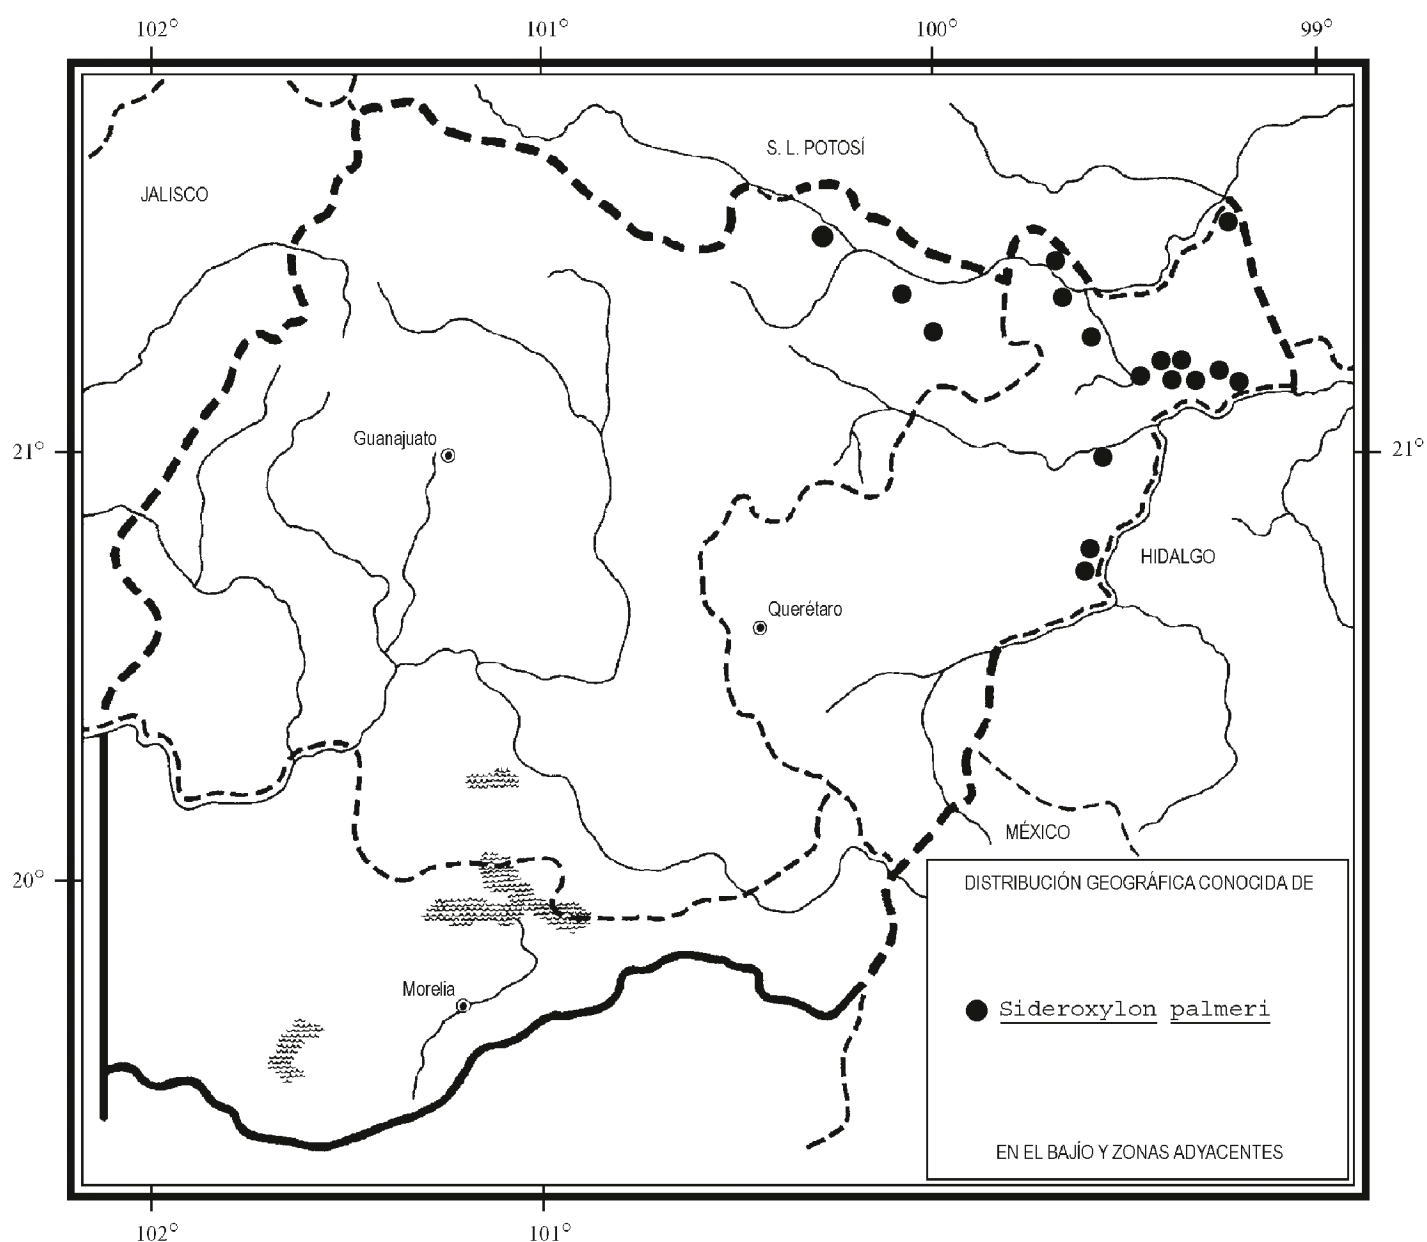 102° 101° 100° 99°
S. L. POTOSÍ
JALISCO
Guanajuato
21° 21°
HIDALGO
Querétaro
MÉXICO
20°
DISTRIBUCIÓN GEOGRÁFICA CONOCIDA DE
Morelia
Sideroxylon palmeri
EN EL BAJÍO Y ZONAS ADYACENTES
102° 101°